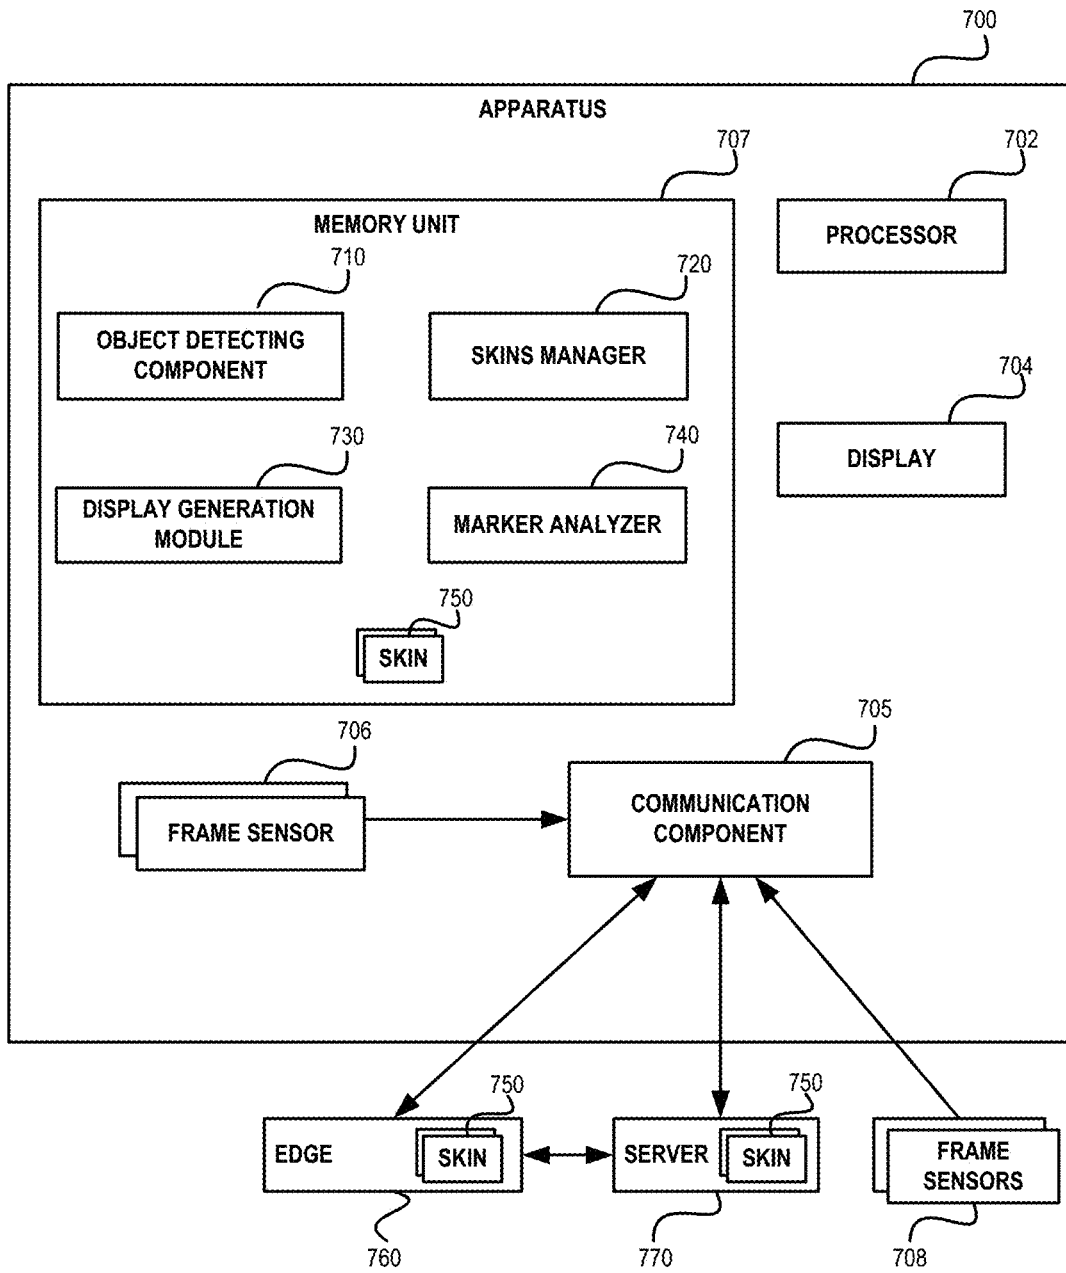 700
APPARATUS
707
702
MEMORY UNIT
PROCESSOR
710
720
OBJECT DETECTING
COMPONENT
SKINS MANAGER
704
DISPLAY
730
740
DISPLAY GENERATION
MODULE
MARKER ANALYZER
750
SKIN
706
705
FRAME SENSOR
COMMUNICATION
COMPONENT
750
750
EDGE
SKIN
SERVER
SKIN
FRAME
SENSORS
760
770
708